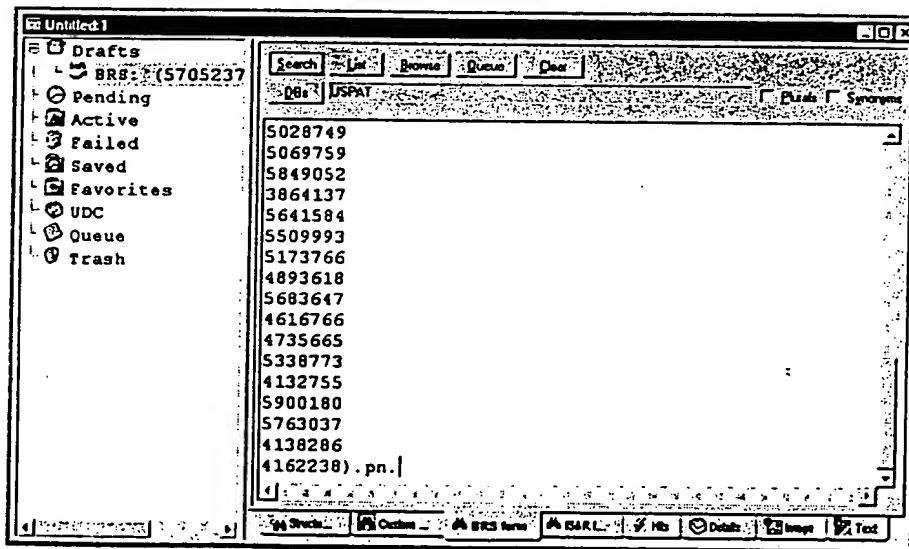 Untitled:1
Drafts
BRS: (5705237
Pending
Active
Failed
Saved
Favorites
UDC
Queue
Trash
Search List Browse Queue Clear
DBs USPAT Plurals Synonyms
5028749
5069759
5849052
3864137
5641584
5509993
5173766
4893618
5683647
4616766
4735665
5338773
4132755
5900180
5763037
4138286
4162238).pn.
BRS form Hits Details Image Text